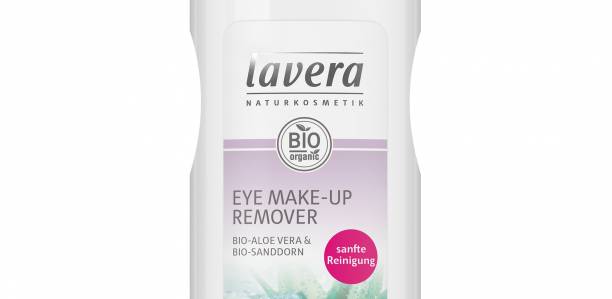 lavera
NATURKOSMETIK
BIO
organic
EYE MAKE-UP
REMOVER
BIO-ALOE VERA &
BIO-SANDDORN
sanfte
Reinigung